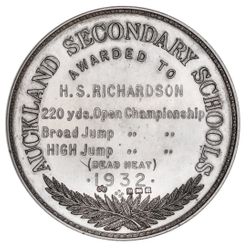 AUCKLAND SECONDARY SCHOOLS
AWARDED TO
H. S. RICHARDSON
220 yds. Open Championship
Broad Jump " "
HIGH Jump " "
(DEAD HEAT)
· 1932 ·